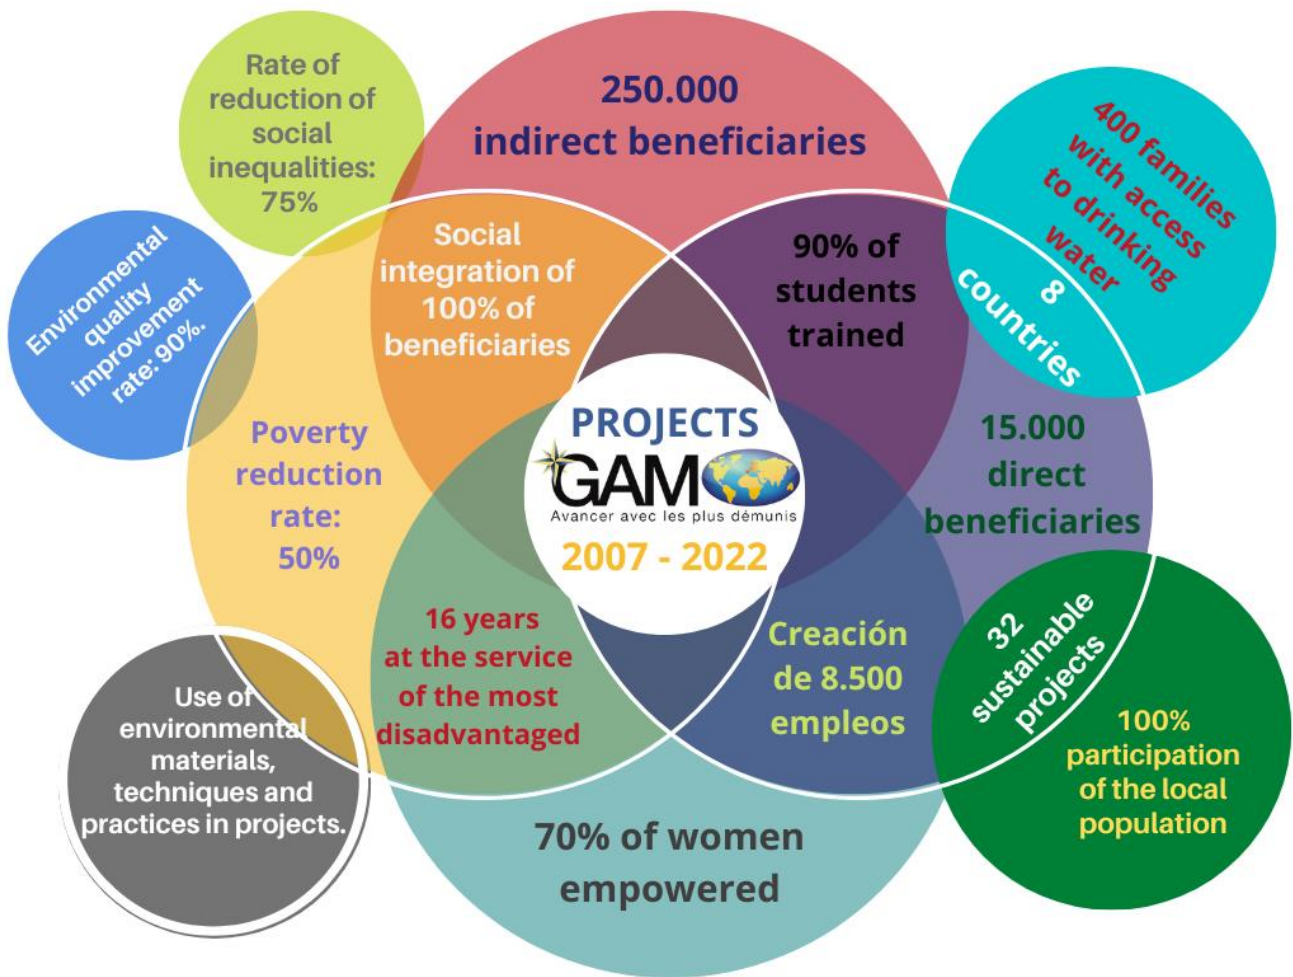 Rate of
reduction of
social
inequalities:
75%
250.000
indirect beneficiaries
400 families
with access
to drinking
water
8
countries
Environmental
quality
improvement
rate: 90%.
Social
integration of
100% of
beneficiaries
90% of
students
trained
Poverty
reduction
rate:
50%
PROJECTS
GAMO
Avancer avec les plus démunis
2007 - 2022
15.000
direct
beneficiaries
16 years
at the service
of the most
disadvantaged
Creación
de 8.500
empleos
32
sustainable
projects
Use of
environmental
materials,
techniques and
practices in projects.
100%
participation
of the local
population
70% of women
empowered